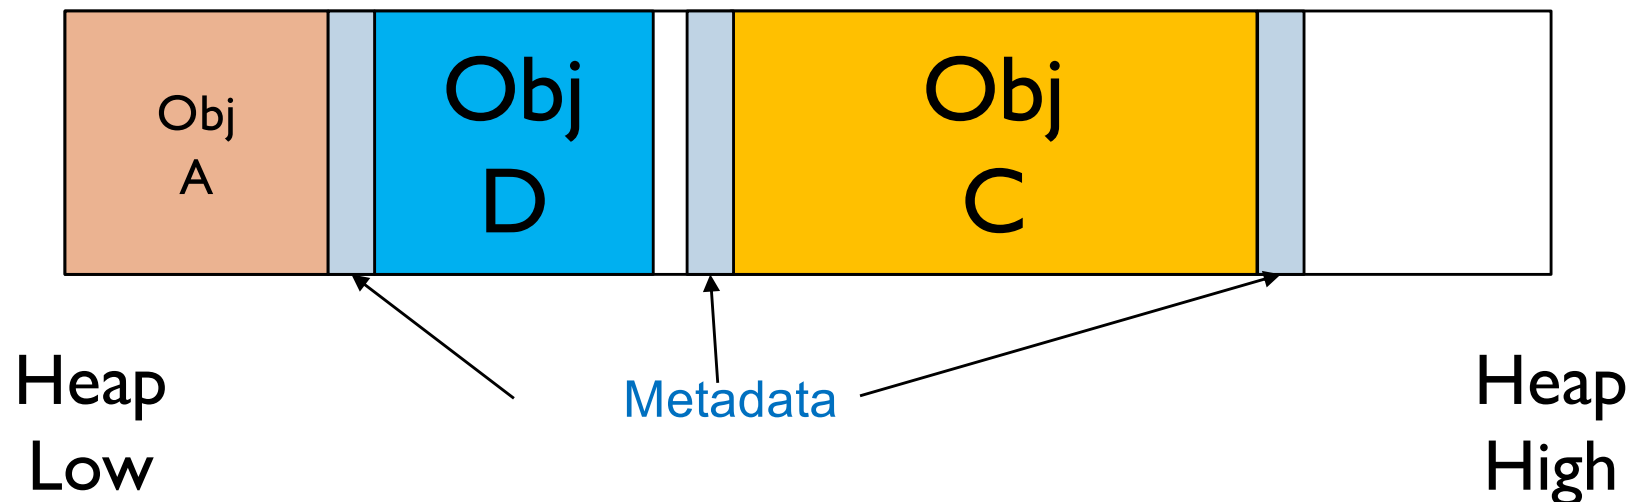 Obj
A
Obj
D
Obj
C
Heap
Low
Metadata
Heap
High